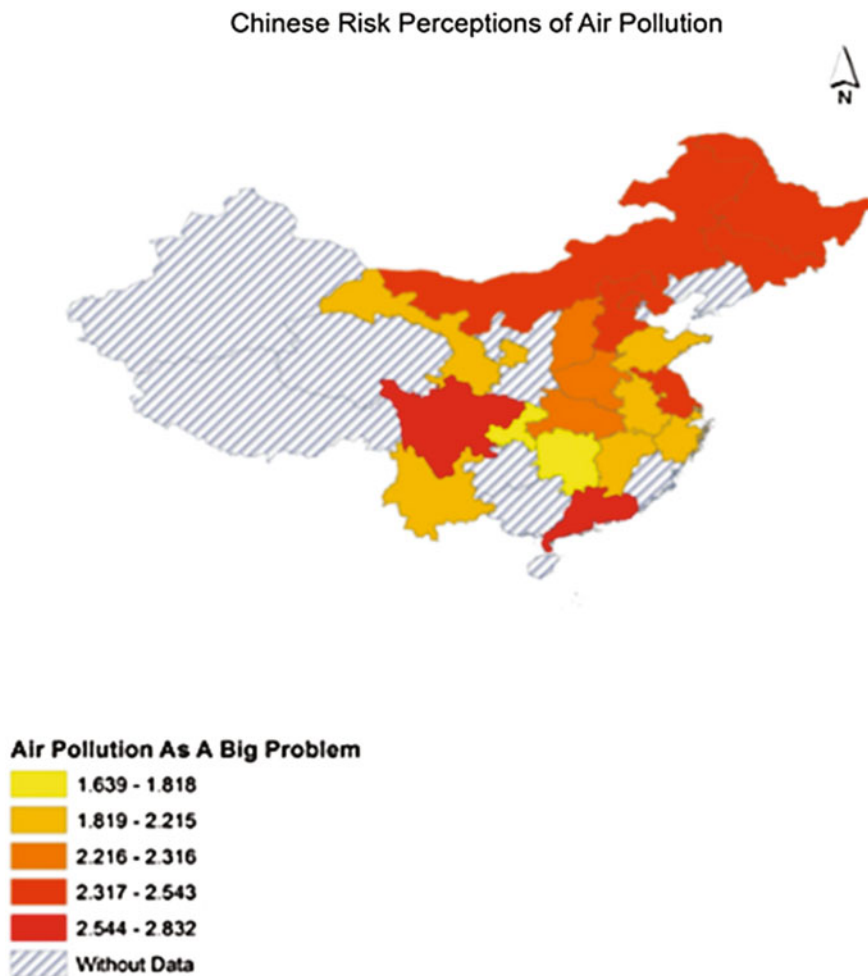 Chinese Risk Perceptions of Air Pollution
N
Air Pollution As A Big Problem
1.639 - 1.818
1.819 - 2.215
2.216 - 2.316
2.317 - 2.543
2.544 - 2.832
Without Data